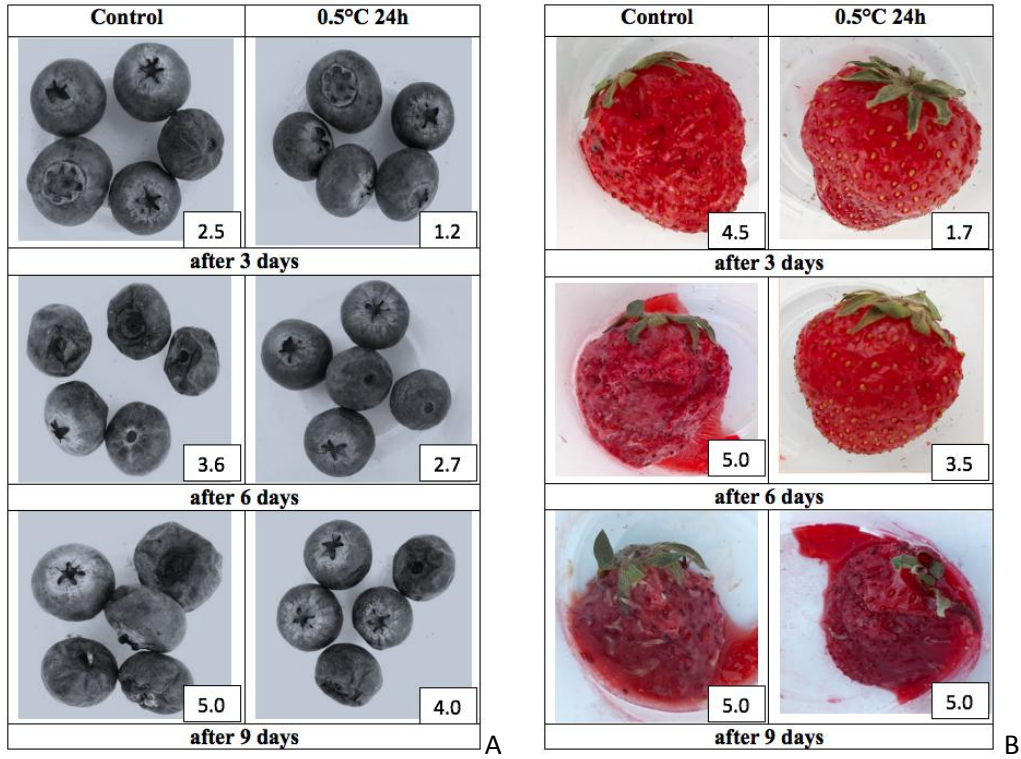 Control 0.5°C 24h
2.5 1.2
after 3 days
3.6 2.7
after 6 days
5.0 4.0
after 9 days
A
Control 0.5°C 24h
4.5 1.7
after 3 days
5.0 3.5
after 6 days
5.0 5.0
after 9 days
B